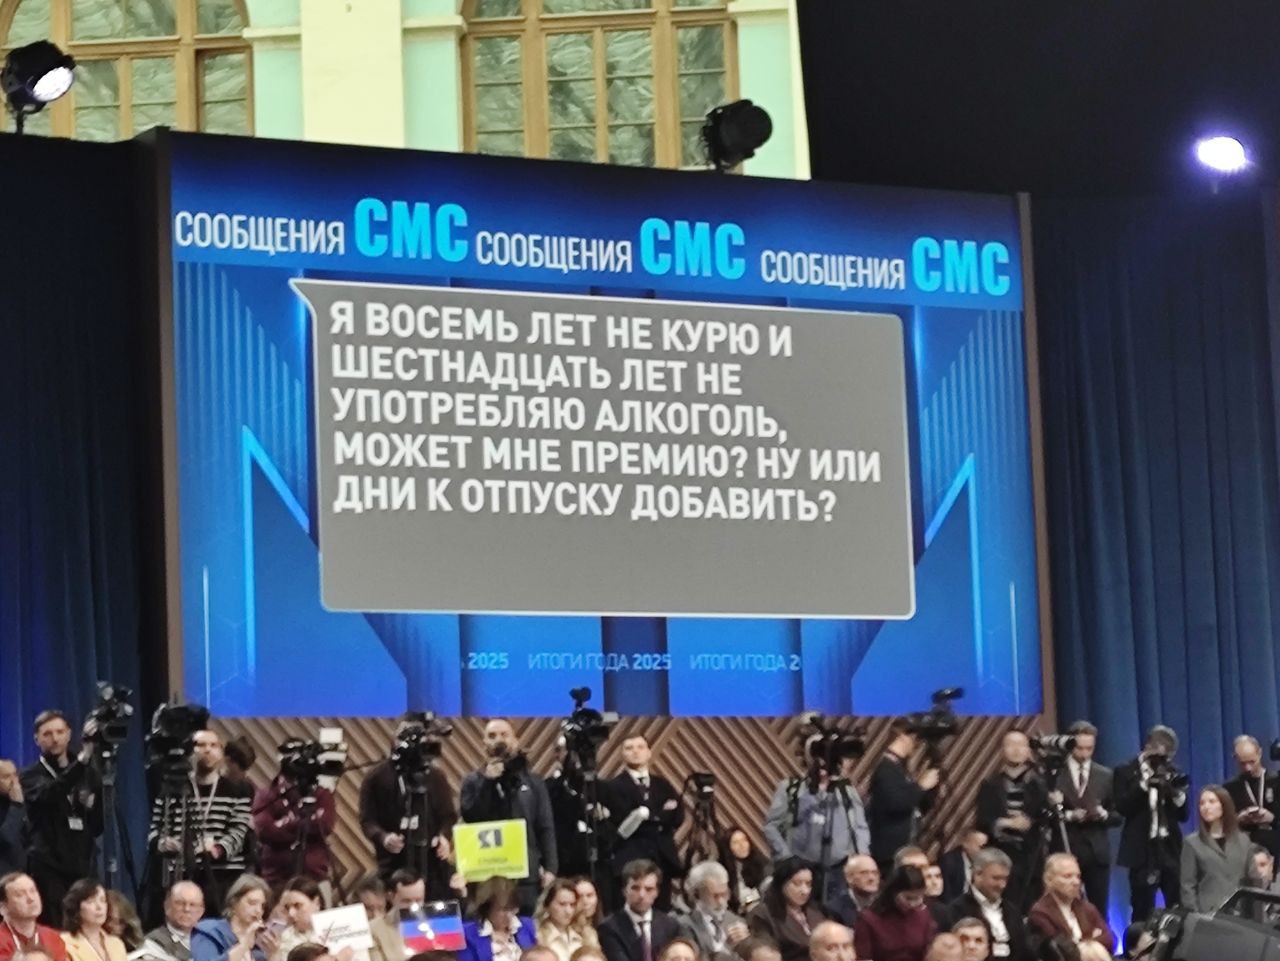 СООБЩЕНИЯ СМС СООБЩЕНИЯ СМС СООБЩЕНИЯ СМС
Я ВОСЕМЬ ЛЕТ НЕ КУРЮ И
ШЕСТНАДЦАТЬ ЛЕТ НЕ
УПОТРЕБЛЯЮ АЛКОГОЛЬ,
МОЖЕТ МНЕ ПРЕМИЮ? НУ ИЛИ
ДНИ К ОТПУСКУ ДОБАВИТЬ?
2025 ИТОГИ ГОДА 2025 ИТОГИ ГОДА 2